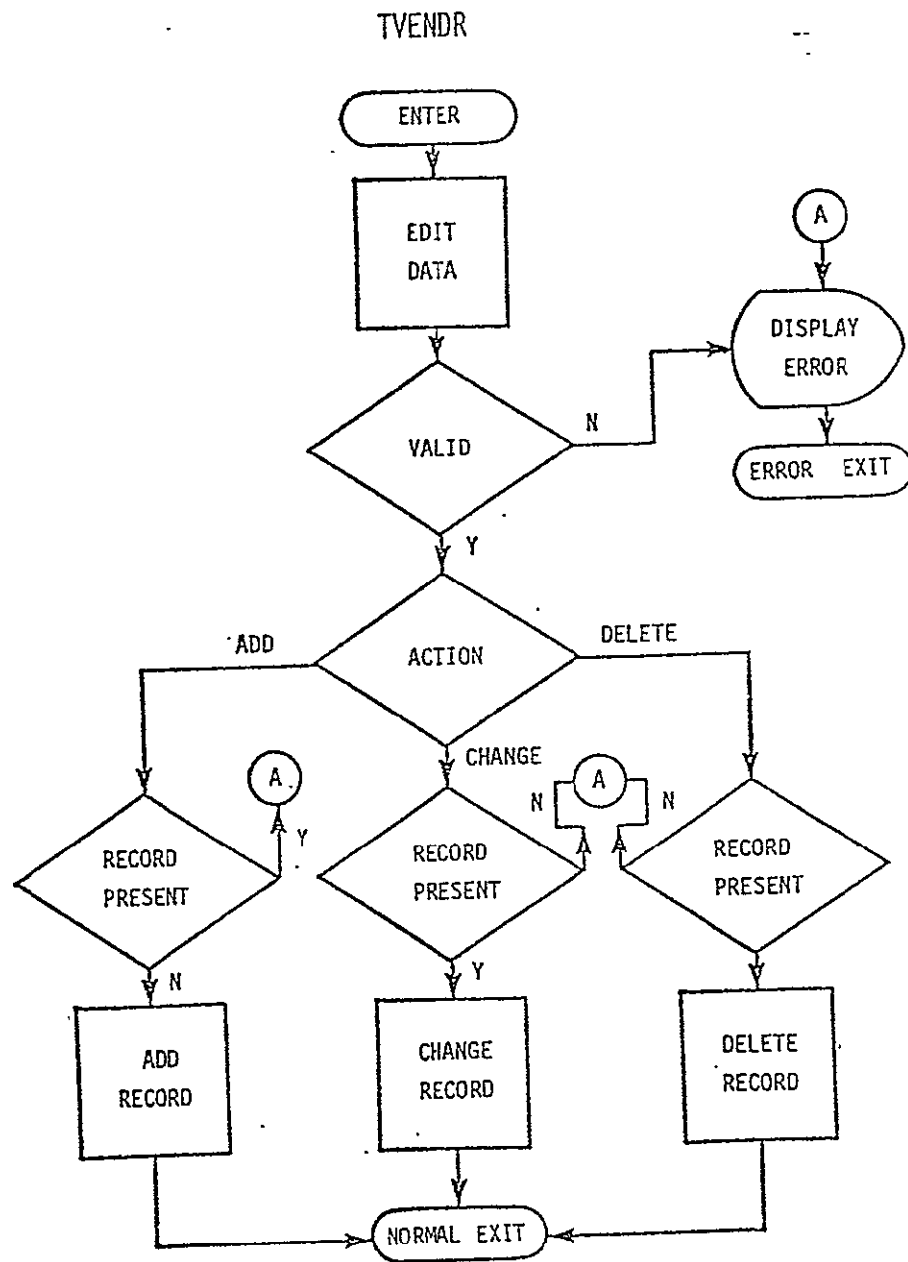 TVENDR
ENTER
EDIT
DATA
A
DISPLAY
ERROR
N
VALID
ERROR EXIT
Y
ADD
ACTION
DELETE
CHANGE
A
A
N
N
Y
RECORD
PRESENT
RECORD
PRESENT
RECORD
PRESENT
N
Y
ADD
RECORD
CHANGE
RECORD
DELETE
RECORD
NORMAL EXIT